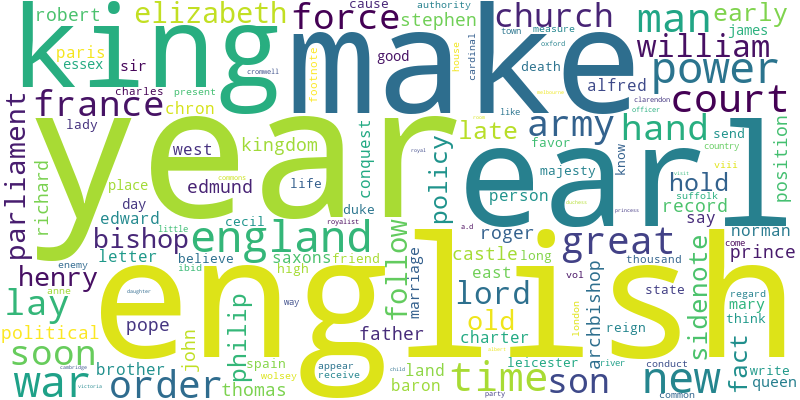 robert
elizabeth
force
cause
authority
stephen
church
man
early
king
make
paris
essex
sir
good
house
cardinal
town
oxford
measure
james
william
power
footnote
cromwell
death
alfred
charles
present
france
chron
court
parliament
year
lady
west
kingdom
conquest
late
army
hand
like
melbourne
officer
clarendon
send
country
position
earl
policy
favor
know
viii
majesty
richard
place
edmund
life
person
hold
visit
suffolk
record
day
edward
cecil
duke
little
royalist
a.d
princess
say
norman
bishop
england
follow
roger
great
sidenote
come
prince
letter
believe
saxons
friend
castle
long
thousand
henry
enemy
ibid
high
marriage
east
vol
state
regard
anne
english
lord
archbishop
mary
lay
daughter
way
think
political
pope
father
old
charter
reign
london
fact
soon
philip
john
spain
appear
receive
leicester
river
conduct
write
queen
war
brother
order
thomas
wolsey
land
baron
time
son
new
cambridge
victoria
child
party
common
commons
royal